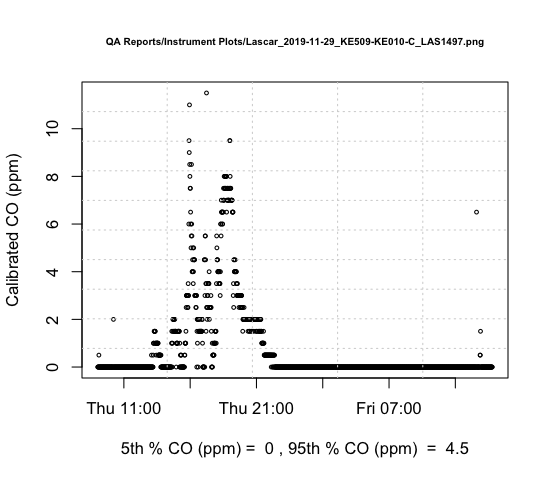 QA Reports/Instrument Plots/Lascar_2019-11-29_KE509-KE010-C_LAS1497.png
Calibrated CO (ppm)
10
8
6
4
2
0
Thu 11:00 Thu 21:00 Fri 07:00
5th % CO (ppm) = 0 , 95th % CO (ppm) = 4.5